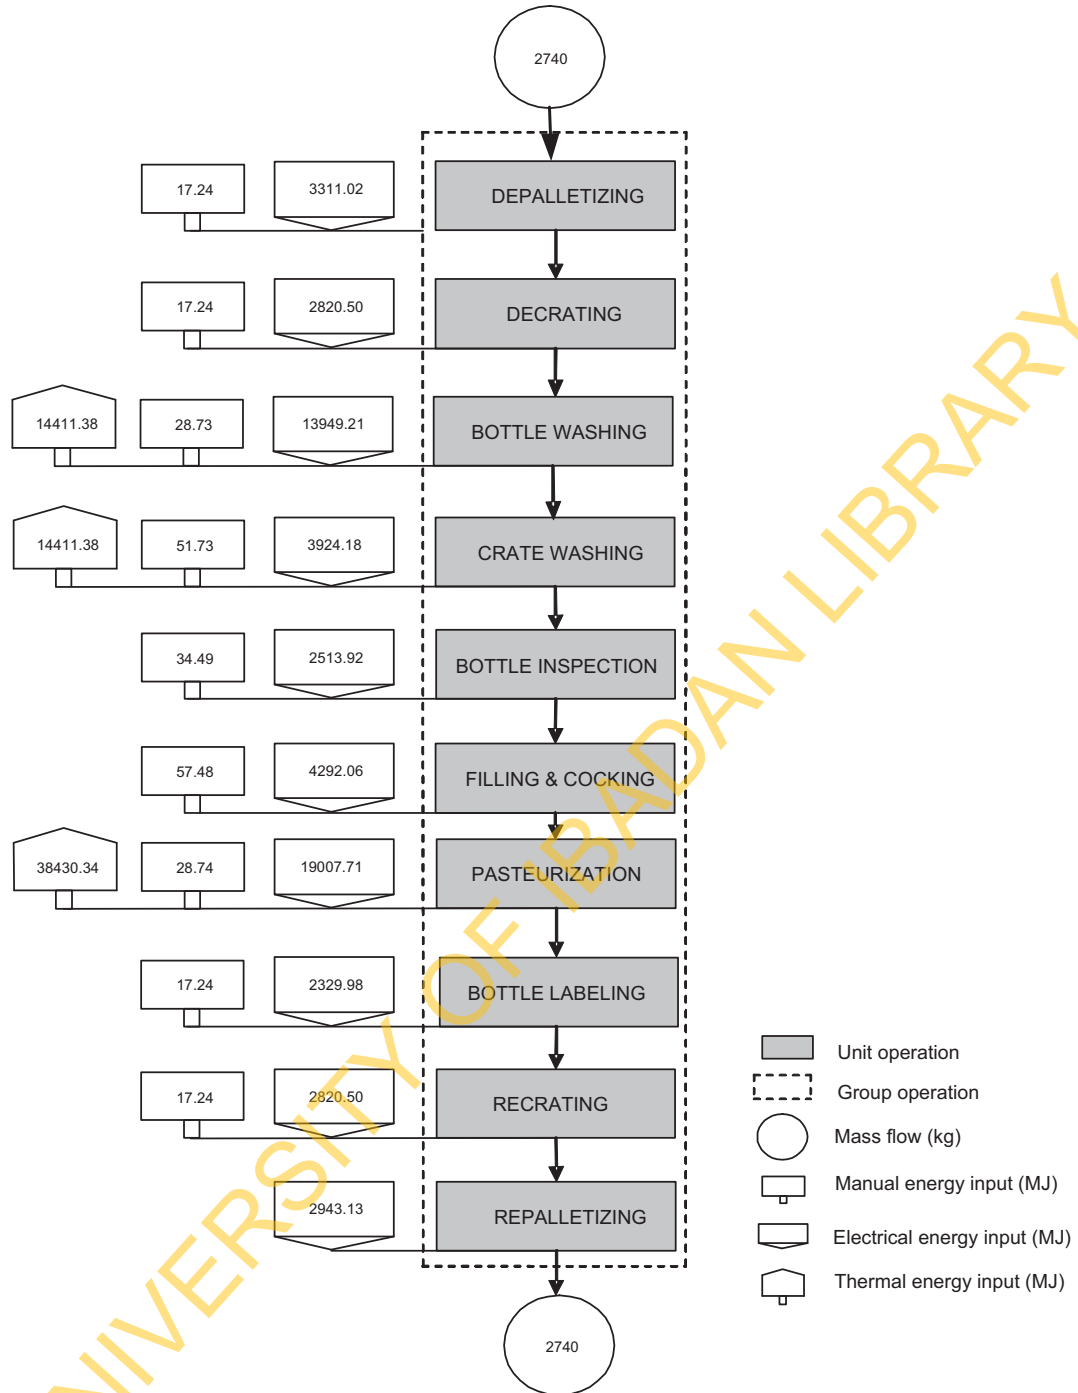 2740
17.24 3311.02 DEPALLETIZING
17.24 2820.50 DECRATING
14411.38 28.73 13949.21 BOTTLE WASHING
14411.38 51.73 3924.18 CRATE WASHING
34.49 2513.92 BOTTLE INSPECTION
57.48 4292.06 FILLING & COCKING
38430.34 28.74 19007.71 PASTEURIZATION
17.24 2329.98 BOTTLE LABELING
17.24 2820.50 RECRATING
2943.13 REPALLETIZING
2740
Unit operation
Group operation
Mass flow (kg)
Manual energy input (MJ)
Electrical energy input (MJ)
Thermal energy input (MJ)
UNIVERSITY OF IBADAN LIBRARY